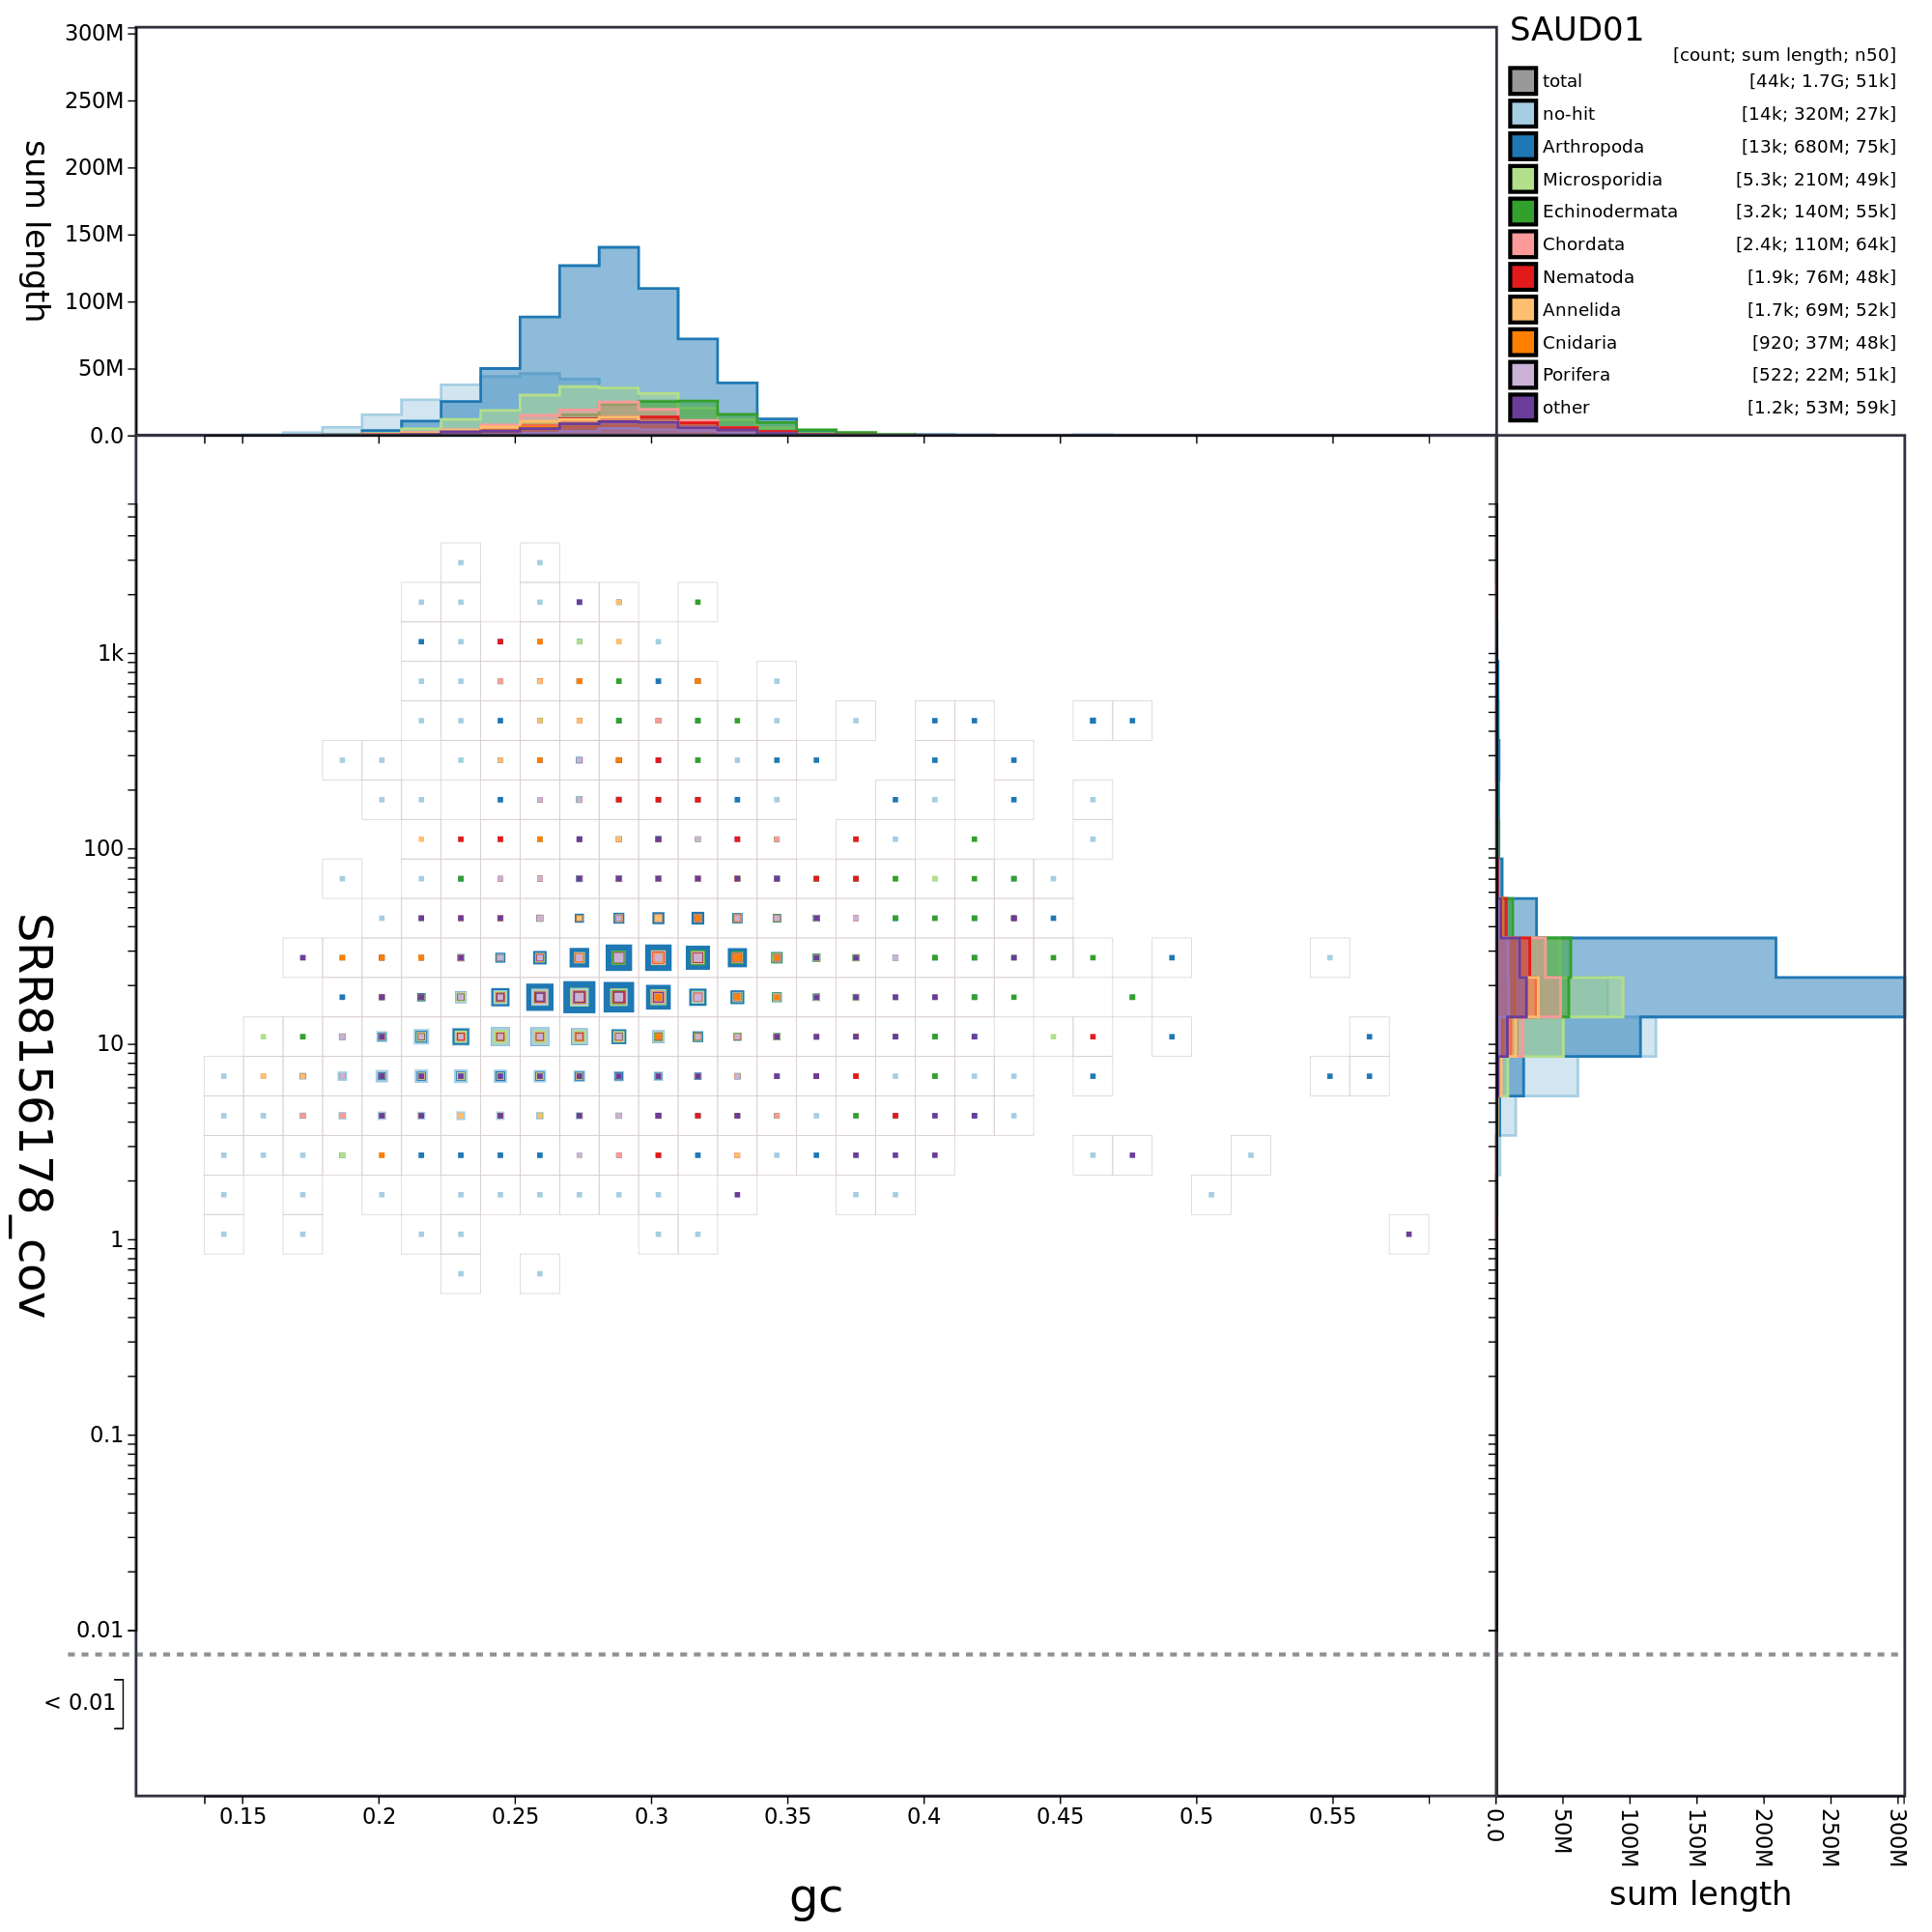 300M
250M
200M
150M
100M
50M
0.0
sum length
SAUD01
[count; sum length; n50]
total [44k; 1.7G; 51k]
no-hit [14k; 320M; 27k]
Arthropoda [13k; 680M; 75k]
Microsporidia [5.3k; 210M; 49k]
Echinodermata [3.2k; 140M; 55k]
Chordata [2.4k; 110M; 64k]
Nematoda [1.9k; 76M; 48k]
Annelida [1.7k; 69M; 52k]
Cnidaria [920; 37M; 48k]
Porifera [522; 22M; 51k]
other [1.2k; 53M; 59k]
1k
100
10
1
0.1
0.01
< 0.01
SRR8156178_cov
0.15 0.2 0.25 0.3 0.35 0.4 0.45 0.5 0.55
gc
0.0 50M 100M 150M 200M 250M 300M
sum length